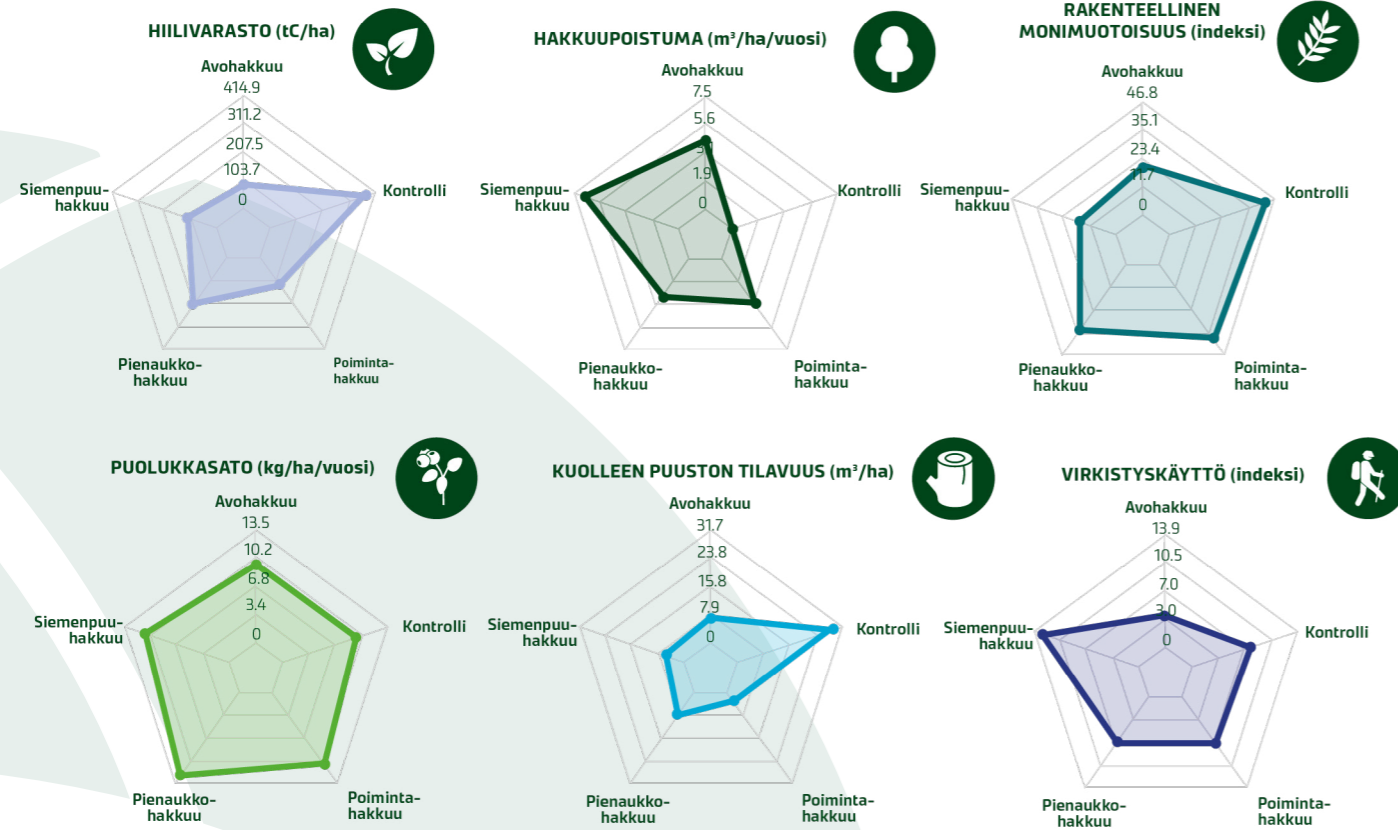 HIILIVARASTO (tC/ha)
Avohakkuu
414.9
311.2
207.5
103.7
0
Siemenpuu-
hakkuu
Kontrolli
Pienaukko-
hakkuu
Poiminta-
hakkuu
HAKKUUPOISTUMA (m³/ha/vuosi)
Avohakkuu
7.5
5.6
1.9
0
Siemenpuu-
hakkuu
Kontrolli
Pienaukko-
hakkuu
Poiminta-
hakkuu
RAKENTEELLINEN
MONIMUOTOISUUS (indeksi)
Avohakkuu
46.8
35.1
23.4
11.7
0
Siemenpuu-
hakkuu
Kontrolli
Pienaukko-
hakkuu
Poiminta-
hakkuu
PUOLUKKASATO (kg/ha/vuosi)
Avohakkuu
13.5
10.2
6.8
3.4
0
Siemenpuu-
hakkuu
Kontrolli
Pienaukko-
hakkuu
Poiminta-
hakkuu
KUOLLEEN PUUSTON TILAVUUS (m³/ha)
Avohakkuu
31.7
23.8
15.8
7.9
0
Siemenpuu-
hakkuu
Kontrolli
Pienaukko-
hakkuu
Poiminta-
hakkuu
VIRKISTYSKÄYTTÖ (indeksi)
Avohakkuu
13.9
10.5
7.0
3.0
0
Siemenpuu-
hakkuu
Kontrolli
Pienaukko-
hakkuu
Poiminta-
hakkuu